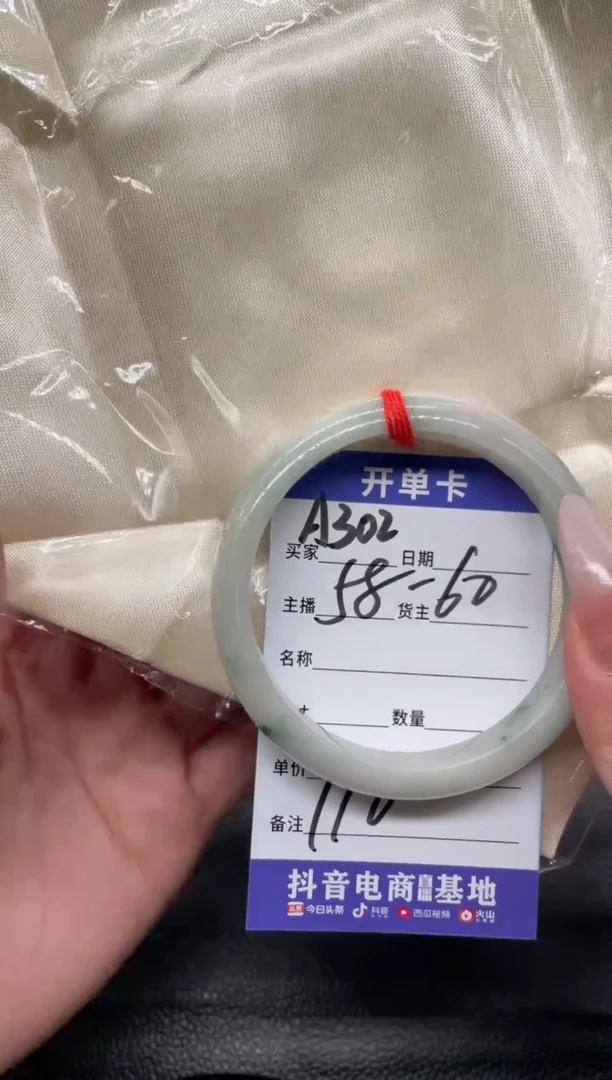 开单卡
A302
买家 日期
58-60
主播 货主
名称
数量
单价
110
备注
抖音电商直播基地
头条 今日头条 抖音 西瓜视频 火山